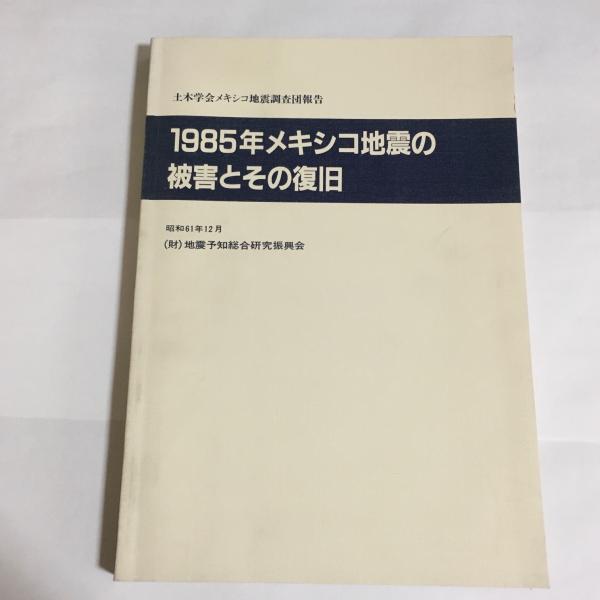 土木学会メキシコ地震調査団報告
1985年メキシコ地震の
被害とその復旧
昭和61年12月
(財)地震予知総合研究振興会